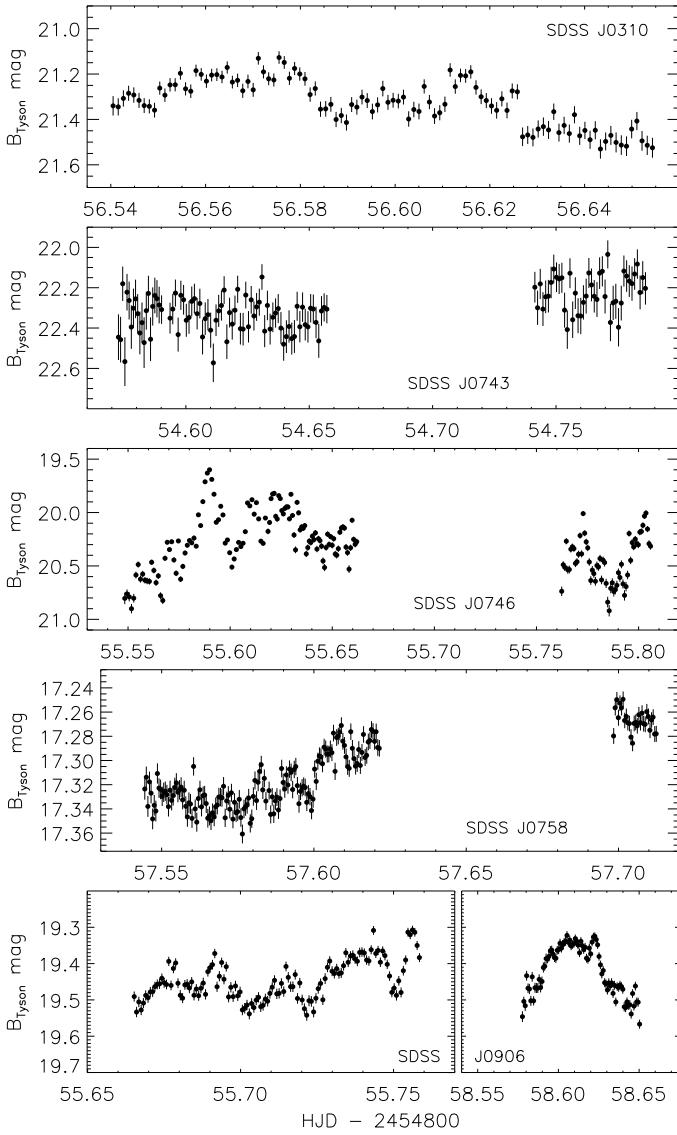 SDSS J0310
B_Tyson mag
21.0
21.2
21.4
21.6
56.54 56.56 56.58 56.60 56.62 56.64
B_Tyson mag
22.0
22.2
22.4
22.6
SDSS J0743
54.60 54.65 54.70 54.75
B_Tyson mag
19.5
20.0
20.5
21.0
SDSS J0746
55.55 55.60 55.65 55.70 55.75 55.80
B_Tyson mag
17.24
17.26
17.28
17.30
17.32
17.34
17.36
SDSS J0758
57.55 57.60 57.65 57.70
B_Tyson mag
19.3
19.4
19.5
19.6
19.7
SDSS J0906
55.65 55.70 55.75 58.55 58.60 58.65
HJD − 2454800